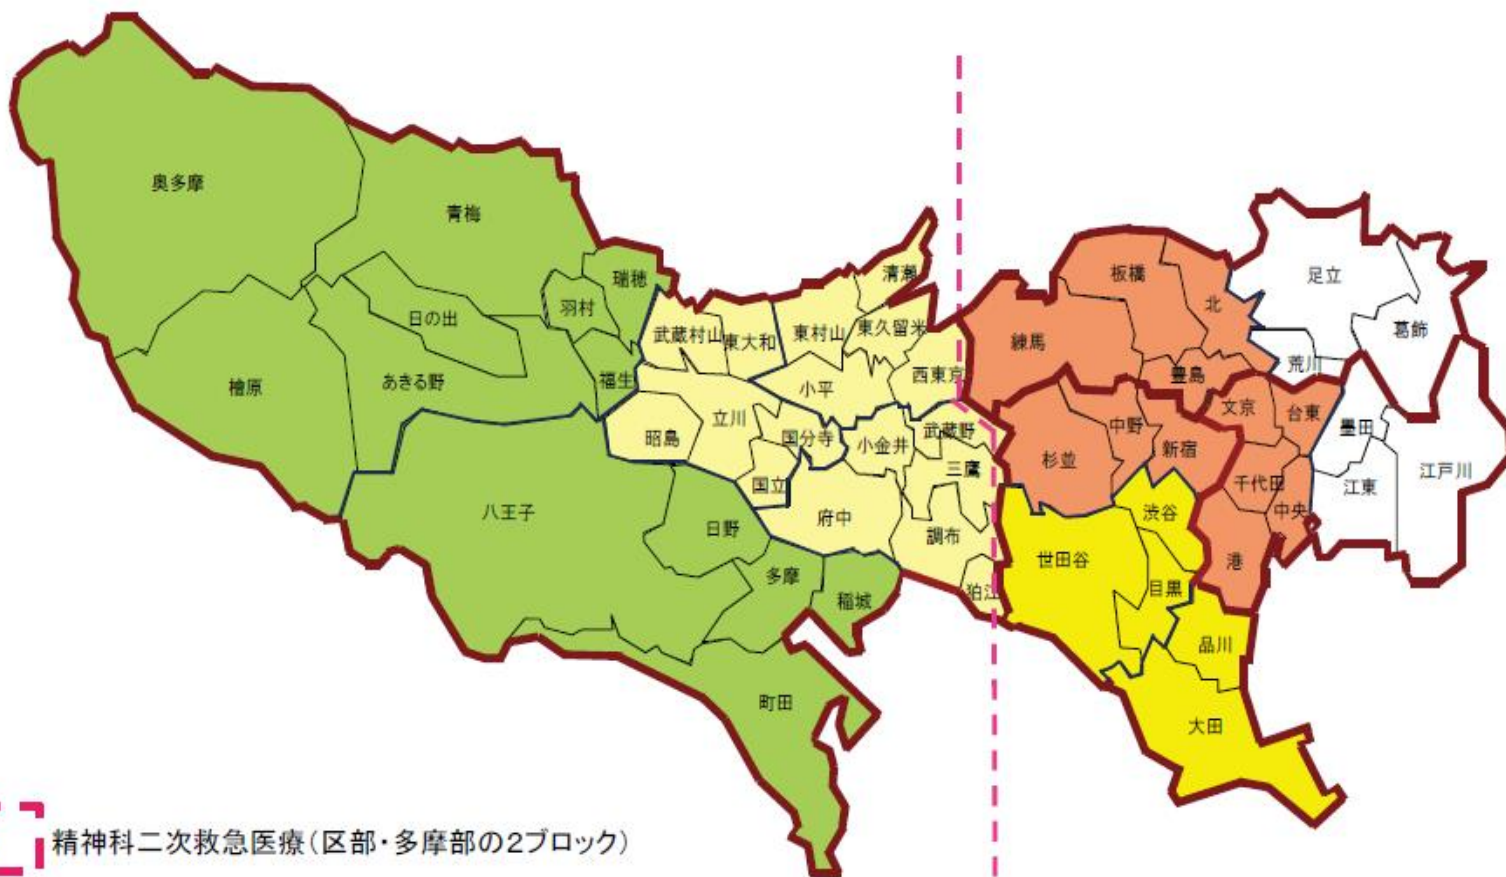 奥多摩
青梅
瑞穂
羽村
日の出
檜原
あきる野
福生
武蔵村山
東大和
東村山
清瀬
東久留米
西東京
小平
立川
昭島
国分寺
小金井
武蔵野
三鷹
国立
府中
調布
狛江
八王子
日野
多摩
稲城
町田
板橋
北
練馬
豊島
足立
葛飾
荒川
文京
台東
墨田
江戸川
江東
中野
杉並
新宿
千代田
中央
港
渋谷
世田谷
目黒
品川
大田
精神科二次救急医療(区部・多摩部の2ブロック)